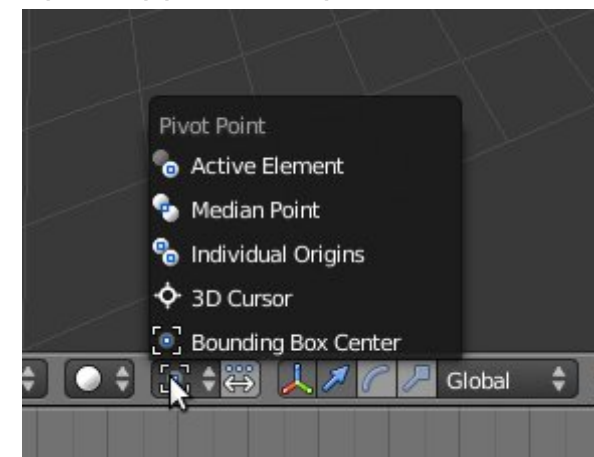 Pivot Point
Active Element
Median Point
Individual Origins
3D Cursor
Bounding Box Center
Global